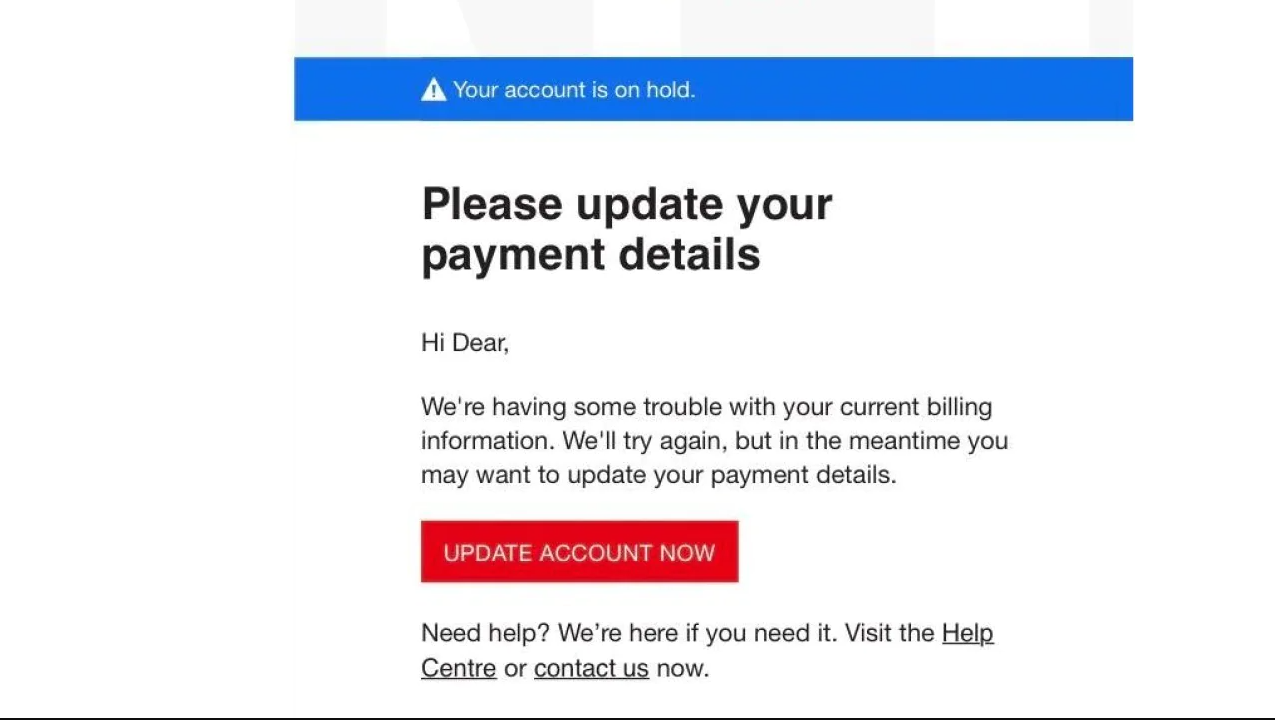 Your account is on hold.
Please update your
payment details
Hi Dear,
We're having some trouble with your current billing
information. We'll try again, but in the meantime you
may want to update your payment details.
UPDATE ACCOUNT NOW
Need help? We’re here if you need it. Visit the Help
Centre or contact us now.